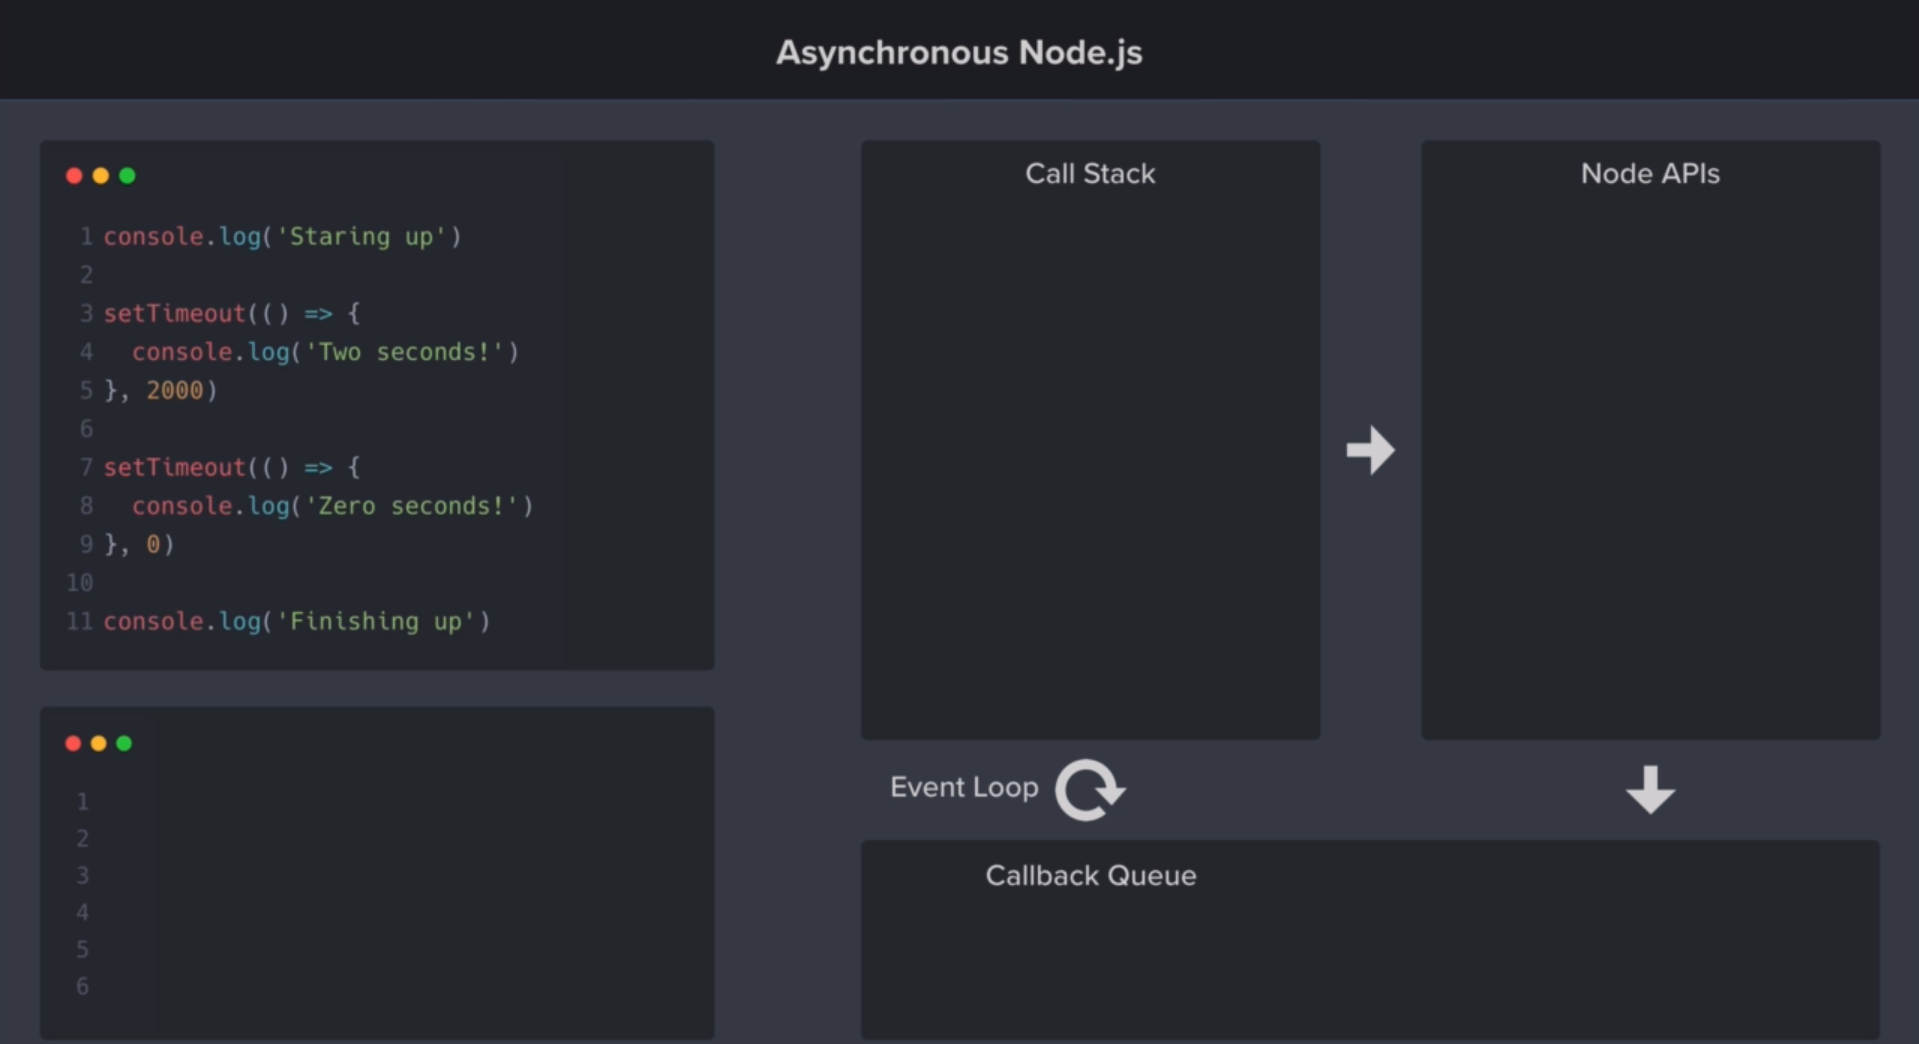 Asynchronous Node.js
1 console.log('Staring up')
2
3 setTimeout(() => {
4   console.log('Two seconds!')
5 }, 2000)
6
7 setTimeout(() => {
8   console.log('Zero seconds!')
9 }, 0)
10
11 console.log('Finishing up')
1
2
3
4
5
6
Call Stack
Node APIs
Event Loop
Callback Queue